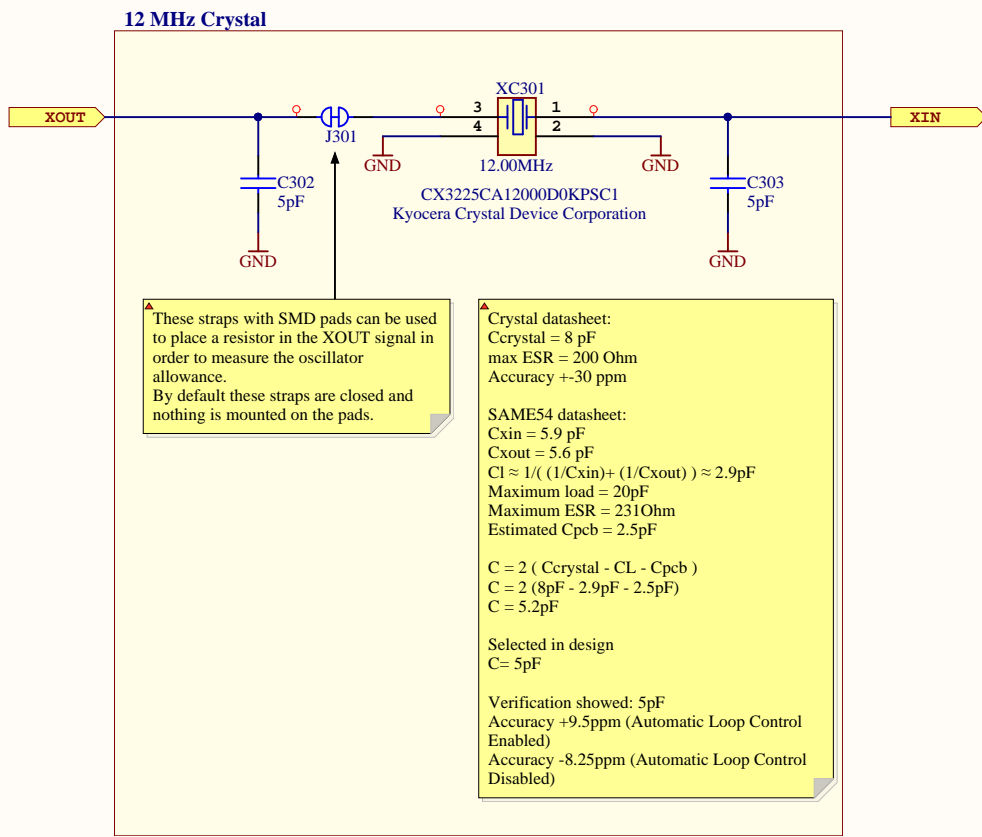 12 MHz Crystal
XOUT
J301
3
4
XC301
1
2
12.00MHz
XIN
GND
GND
C302
5pF
GND
CX3225CA12000D0KPSC1
Kyocera Crystal Device Corporation
C303
5pF
GND
These straps with SMD pads can be used
to place a resistor in the XOUT signal in
order to measure the oscillator
allowance.
By default these straps are closed and
nothing is mounted on the pads.
Crystal datasheet:
Ccrystal = 8 pF
max ESR = 200 Ohm
Accuracy +-30 ppm
SAME54 datasheet:
Cxin = 5.9 pF
Cxout = 5.6 pF
Cl ≈ 1/( (1/Cxin)+ (1/Cxout) ) ≈ 2.9pF
Maximum load = 20pF
Maximum ESR = 231Ohm
Estimated Cpcb = 2.5pF
C = 2 ( Ccrystal - CL - Cpcb )
C = 2 (8pF - 2.9pF - 2.5pF)
C = 5.2pF
Selected in design
C= 5pF
Verification showed: 5pF
Accuracy +9.5ppm (Automatic Loop Control
Enabled)
Accuracy -8.25ppm (Automatic Loop Control
Disabled)